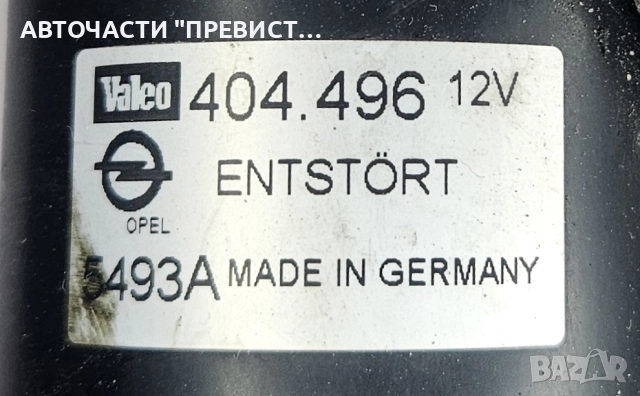 АВТОЧАСТИ "ПРЕВИСТ...
Valeo 404.496 12V
ENTSTÖRT
OPEL
5493A MADE IN GERMANY
BAZAR